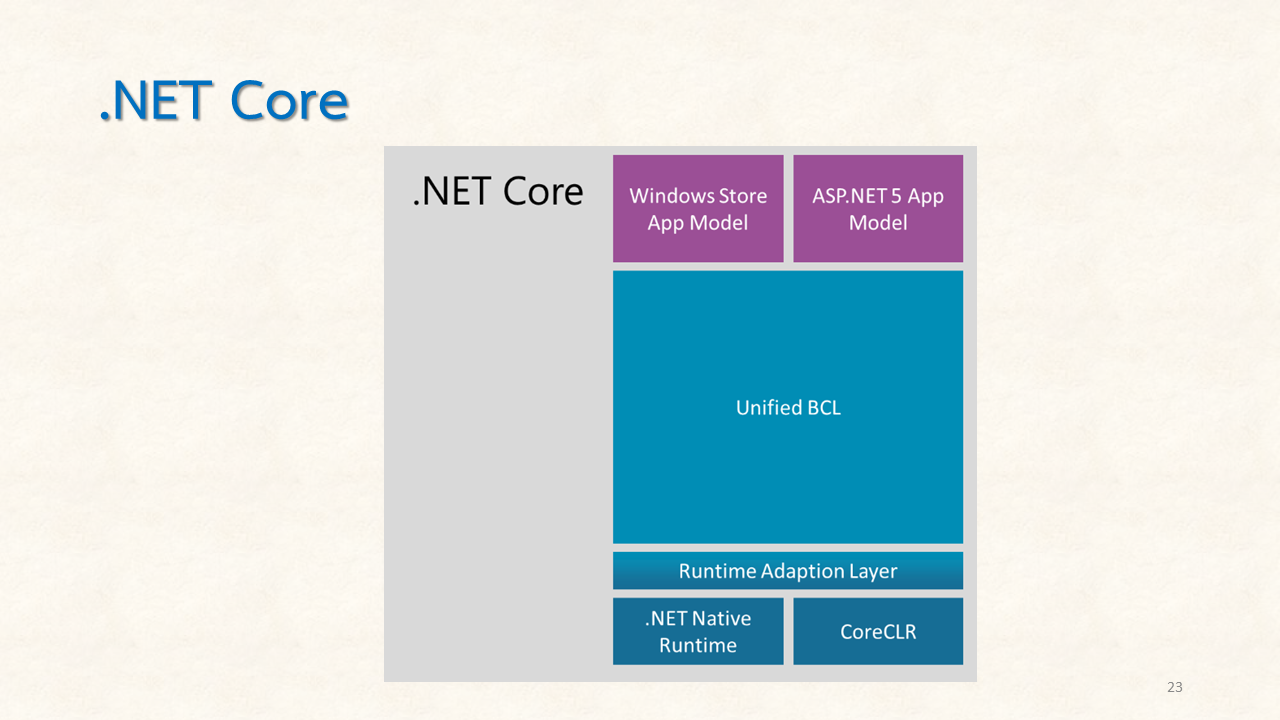 .NET Core
.NET Core
Windows Store
App Model
ASP.NET 5 App
Model
Unified BCL
Runtime Adaption Layer
.NET Native
Runtime
CoreCLR
23